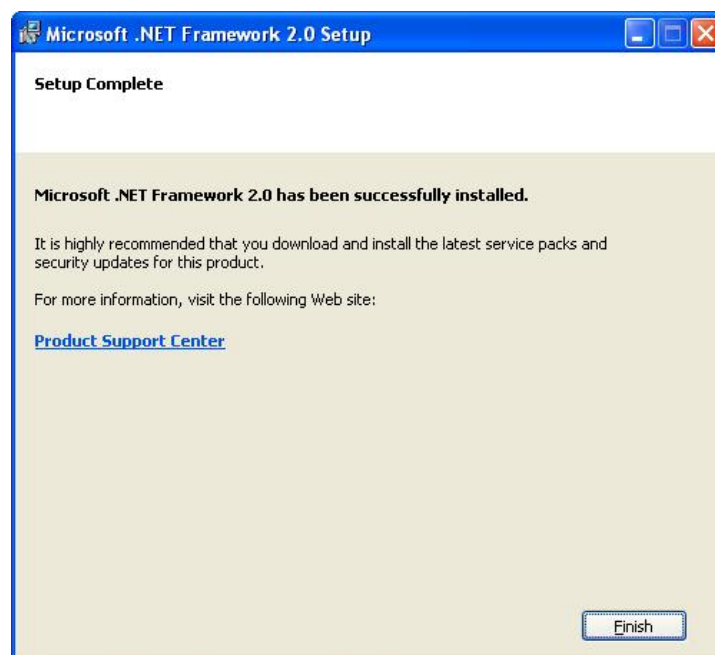 Microsoft .NET Framework 2.0 Setup
Setup Complete
Microsoft .NET Framework 2.0 has been successfully installed.
It is highly recommended that you download and install the latest service packs and
security updates for this product.
For more information, visit the following Web site:
Product Support Center
Finish